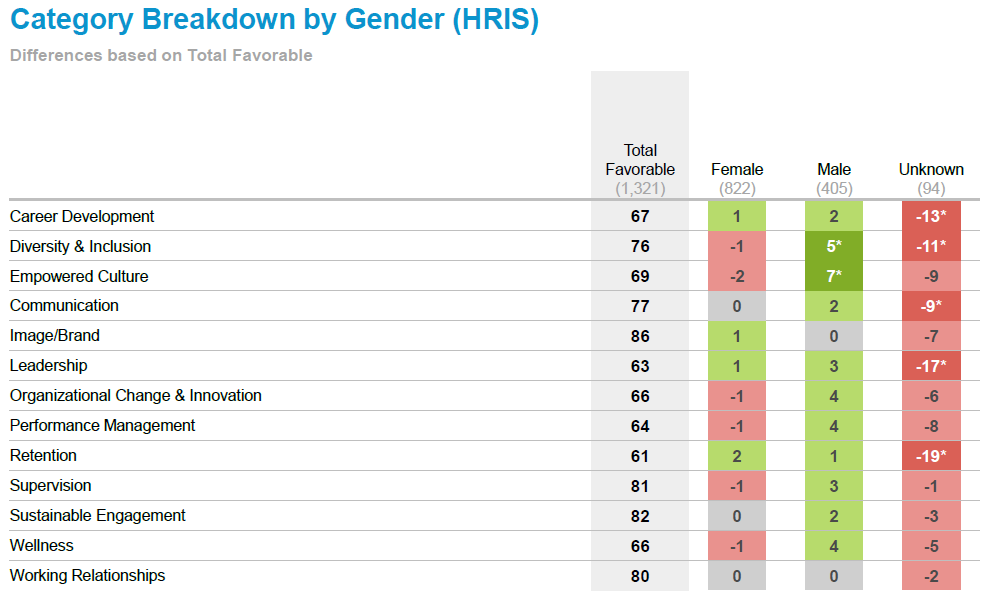 Category Breakdown by Gender (HRIS)
Differences based on Total Favorable
Total
Favorable Female Male Unknown
(1,321) (822) (405) (94)
Career Development 67 1 2 -13*
Diversity & Inclusion 76 -1 5* -11*
Empowered Culture 69 -2 7* -9
Communication 77 0 2 -9*
Image/Brand 86 1 0 -7
Leadership 63 1 3 -17*
Organizational Change & Innovation 66 -1 4 -6
Performance Management 64 -1 4 -8
Retention 61 2 1 -19*
Supervision 81 -1 3 -1
Sustainable Engagement 82 0 2 -3
Wellness 66 -1 4 -5
Working Relationships 80 0 0 -2